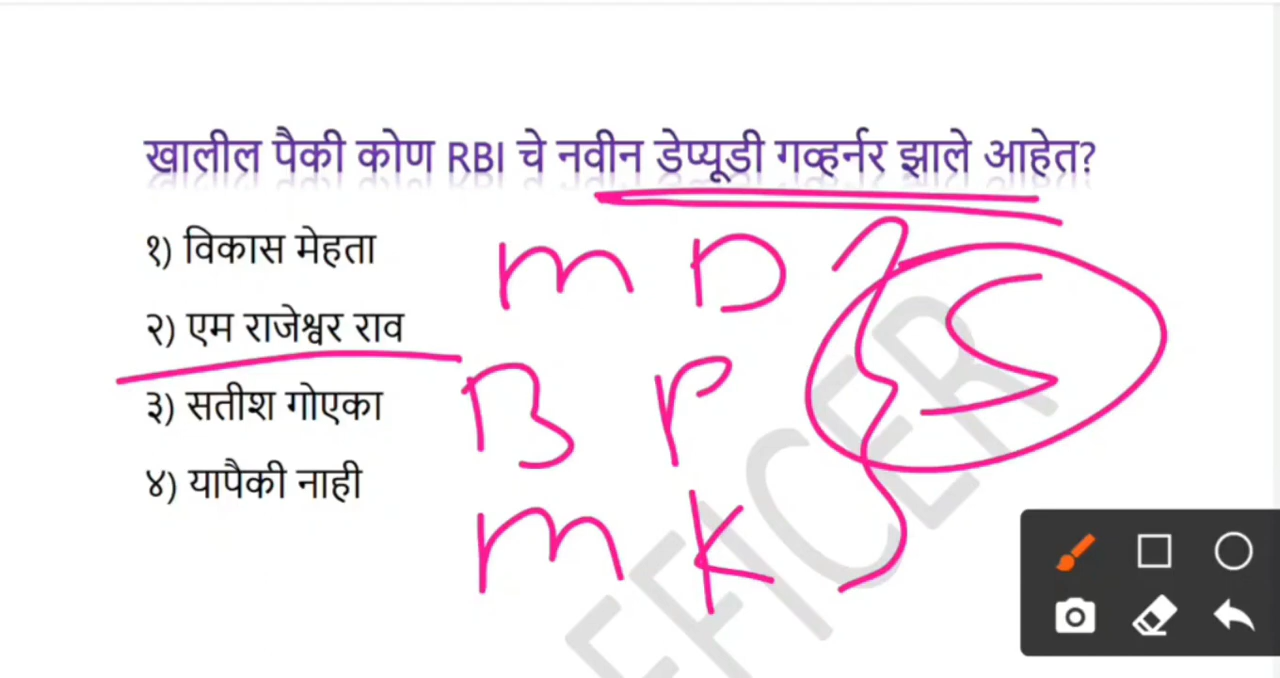 खालील पैकी कोण RBI चे नवीन डेप्यूडी गव्हर्नर झाले आहेत?
१) विकास मेहता
२) एम राजेश्वर राव
३) सतीश गोएका
४) यापैकी नाही
m D
B P
m K